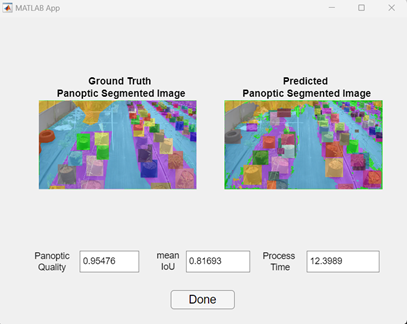 MATLAB App
Ground Truth
Panoptic Segmented Image
Predicted
Panoptic Segmented Image
Panoptic
Quality
0.95476
mean
IoU
0.81693
Process
Time
12.3989
Done